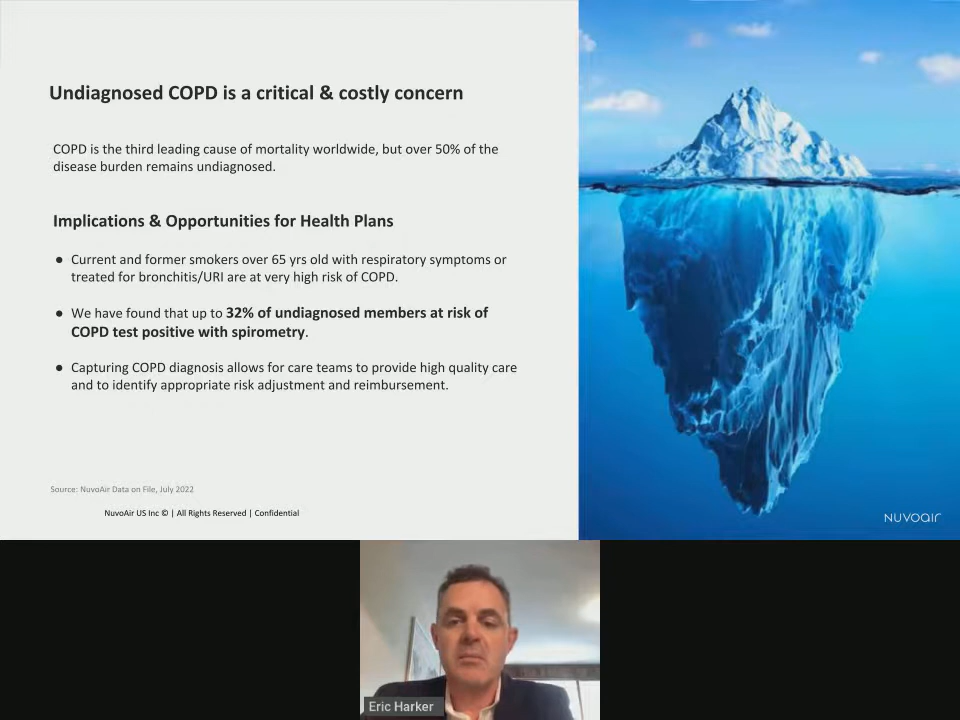 Undiagnosed COPD is a critical & costly concern
COPD is the third leading cause of mortality worldwide, but over 50% of the
disease burden remains undiagnosed.
Implications & Opportunities for Health Plans
● Current and former smokers over 65 yrs old with respiratory symptoms or
treated for bronchitis/URI are at very high risk of COPD.
● We have found that up to 32% of undiagnosed members at risk of
COPD test positive with spirometry.
● Capturing COPD diagnosis allows for care teams to provide high quality care
and to identify appropriate risk adjustment and reimbursement.
Source: NuvoAir Data on File, July 2022
NuvoAir US Inc © | All Rights Reserved | Confidential
NUVOAIR
Eric Harker